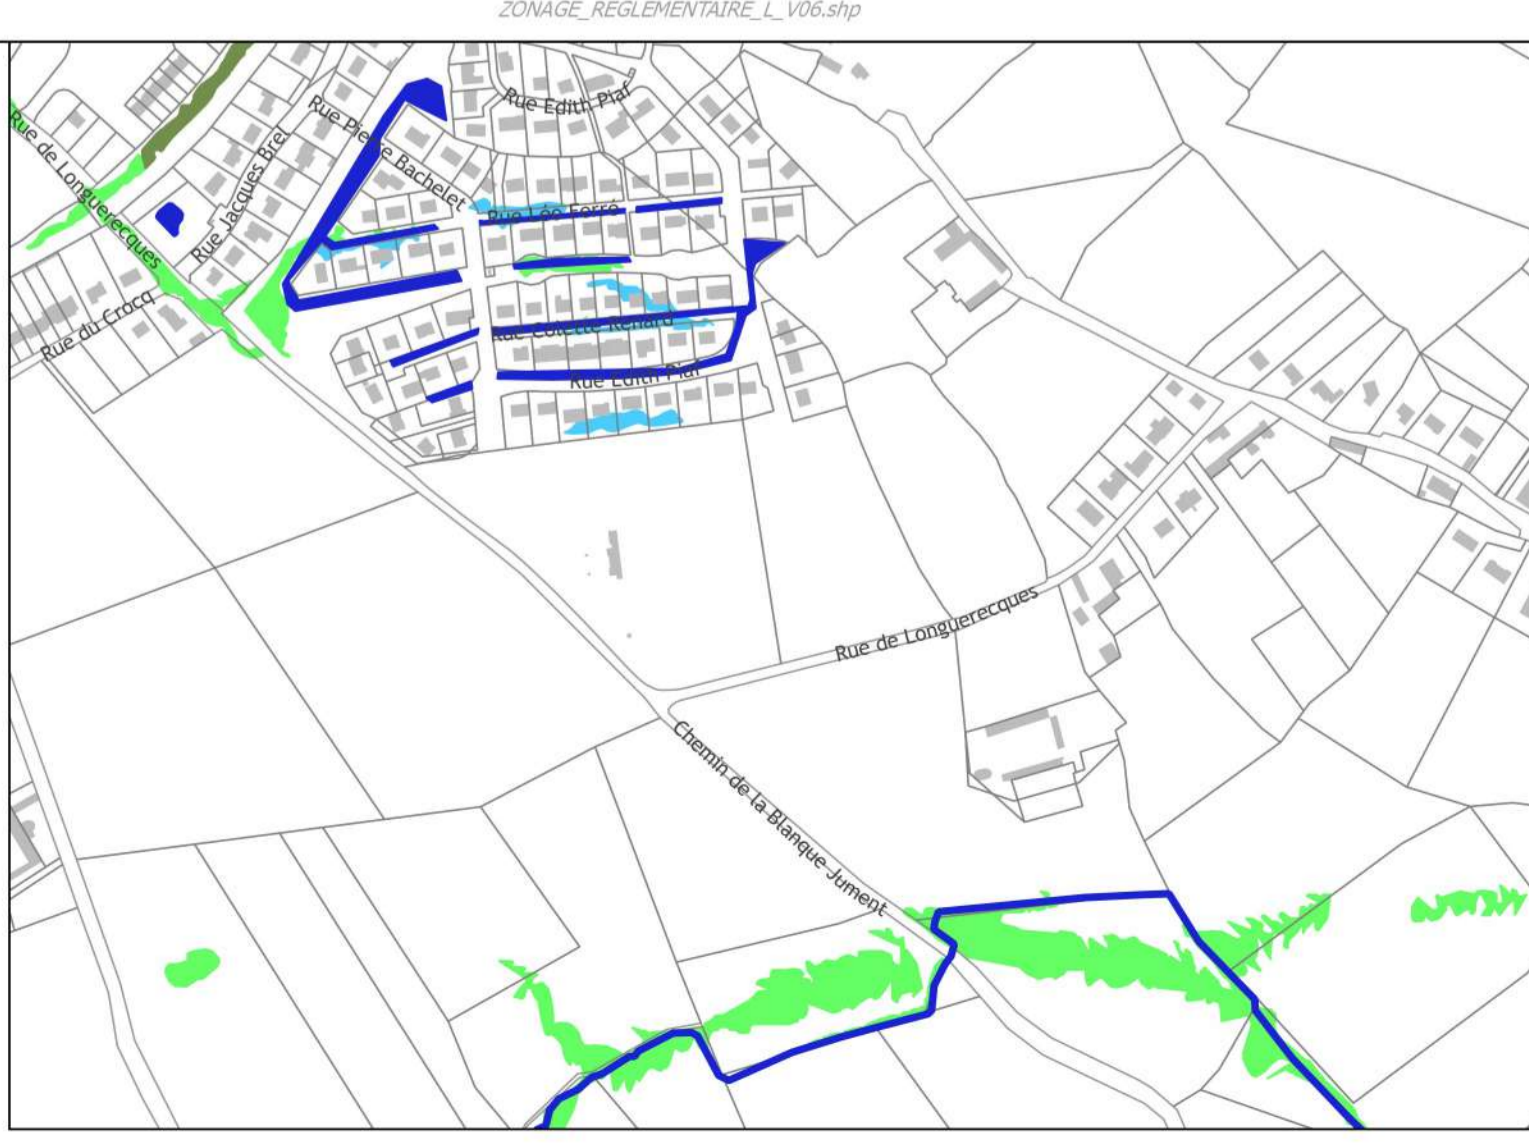 ZONAGE_REGLEMENTAIRE_L_V06.shp
Rue Edith Piaf
Rue Pierre Bachelet
Rue de Longuerecques
Rue Jacques Brel
Rue Léo Ferré
Rue du Crocq
Rue Colette Renard
Rue Edith Piaf
Rue de Longuerecques
Chemin de la Blanque Jument